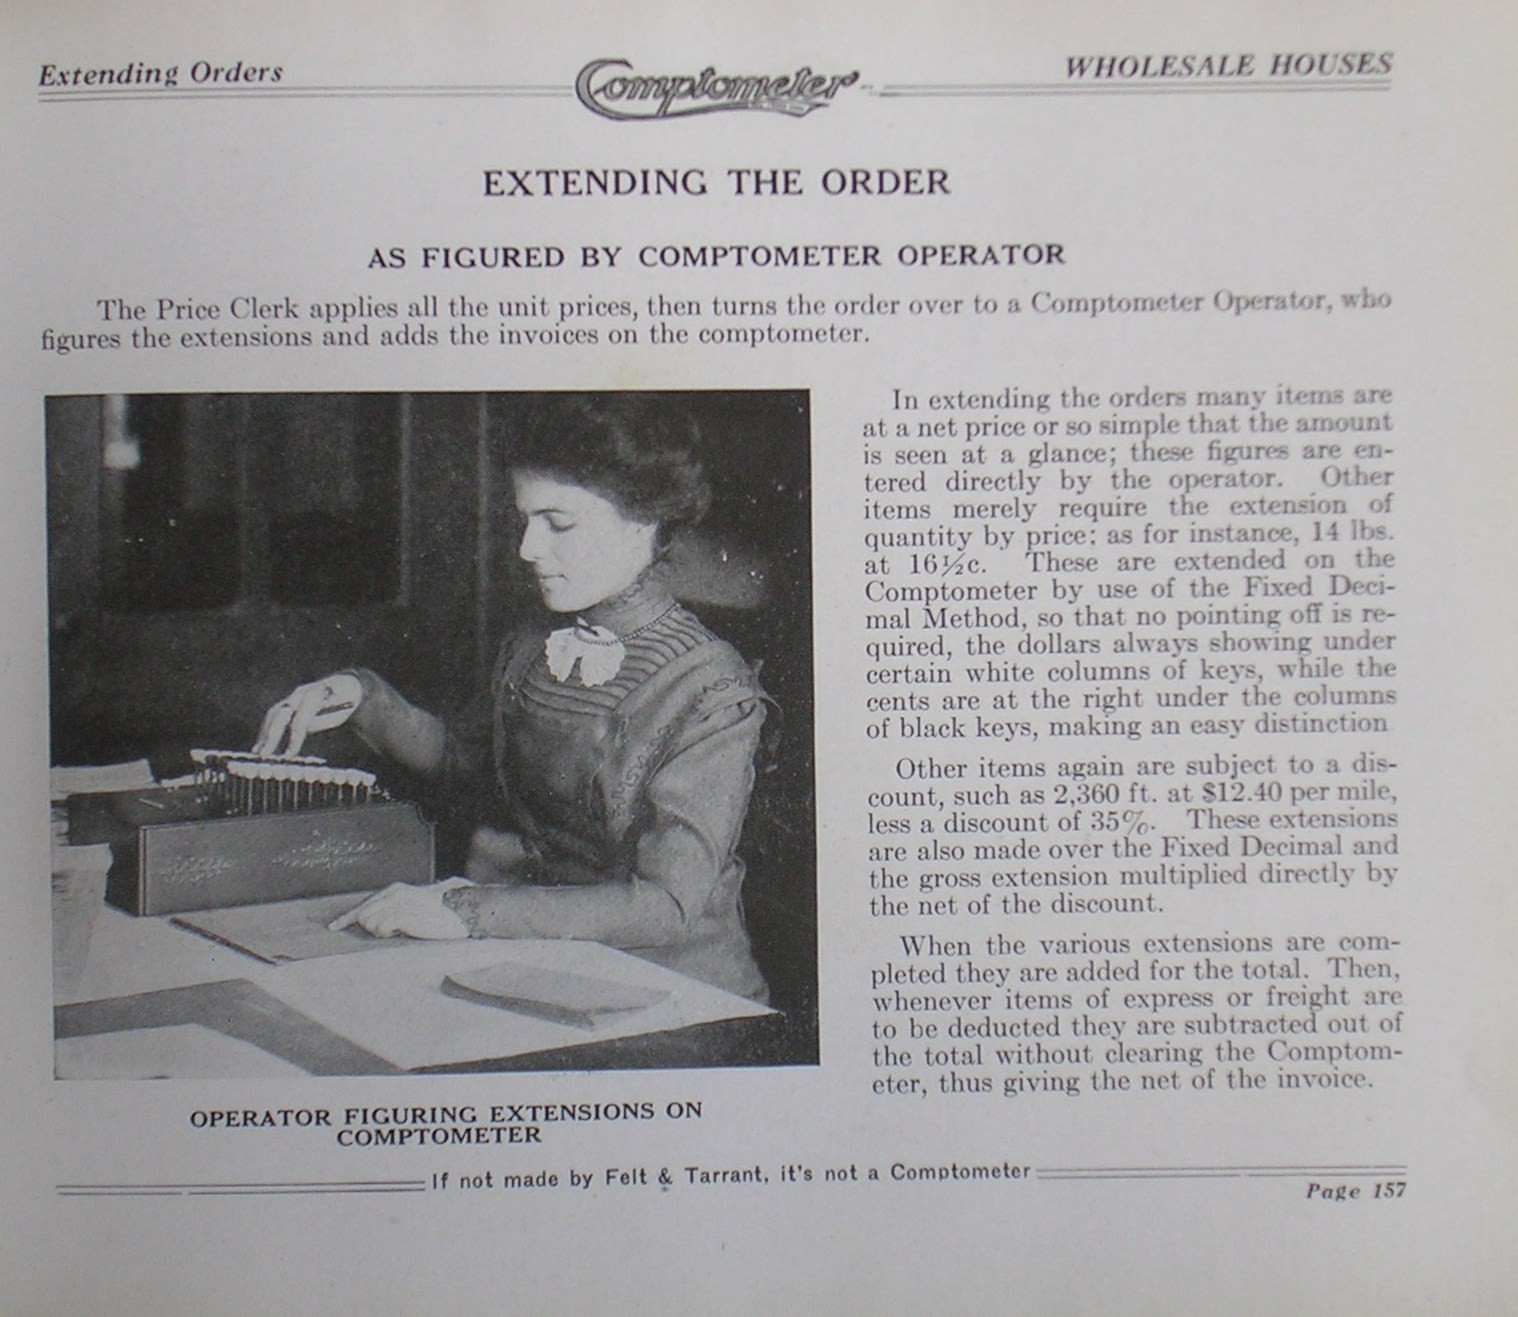 Extending Orders
Comptometer
WHOLESALE HOUSES
EXTENDING THE ORDER
AS FIGURED BY COMPTOMETER OPERATOR
The Price Clerk applies all the unit prices, then turns the order over to a Comptometer Operator, who
figures the extensions and adds the invoices on the comptometer.
In extending the orders many items are
at a net price or so simple that the amount
is seen at a glance; these figures are en-
tered directly by the operator. Other
items merely require the extension of
quantity by price; as for instance, 14 lbs.
at 16½c. These are extended on the
Comptometer by use of the Fixed Deci-
mal Method, so that no pointing off is re-
quired, the dollars always showing under
certain white columns of keys, while the
cents are at the right under the columns
of black keys, making an easy distinction
Other items again are subject to a dis-
count, such as 2,360 ft. at $12.40 per mile,
less a discount of 35%. These extensions
are also made over the Fixed Decimal and
the gross extension multiplied directly by
the net of the discount.
When the various extensions are com-
pleted they are added for the total. Then,
whenever items of express or freight are
to be deducted they are subtracted out of
the total without clearing the Comptom-
eter, thus giving the net of the invoice.
OPERATOR FIGURING EXTENSIONS ON
COMPTOMETER
If not made by Felt & Tarrant, it's not a Comptometer
Page 157